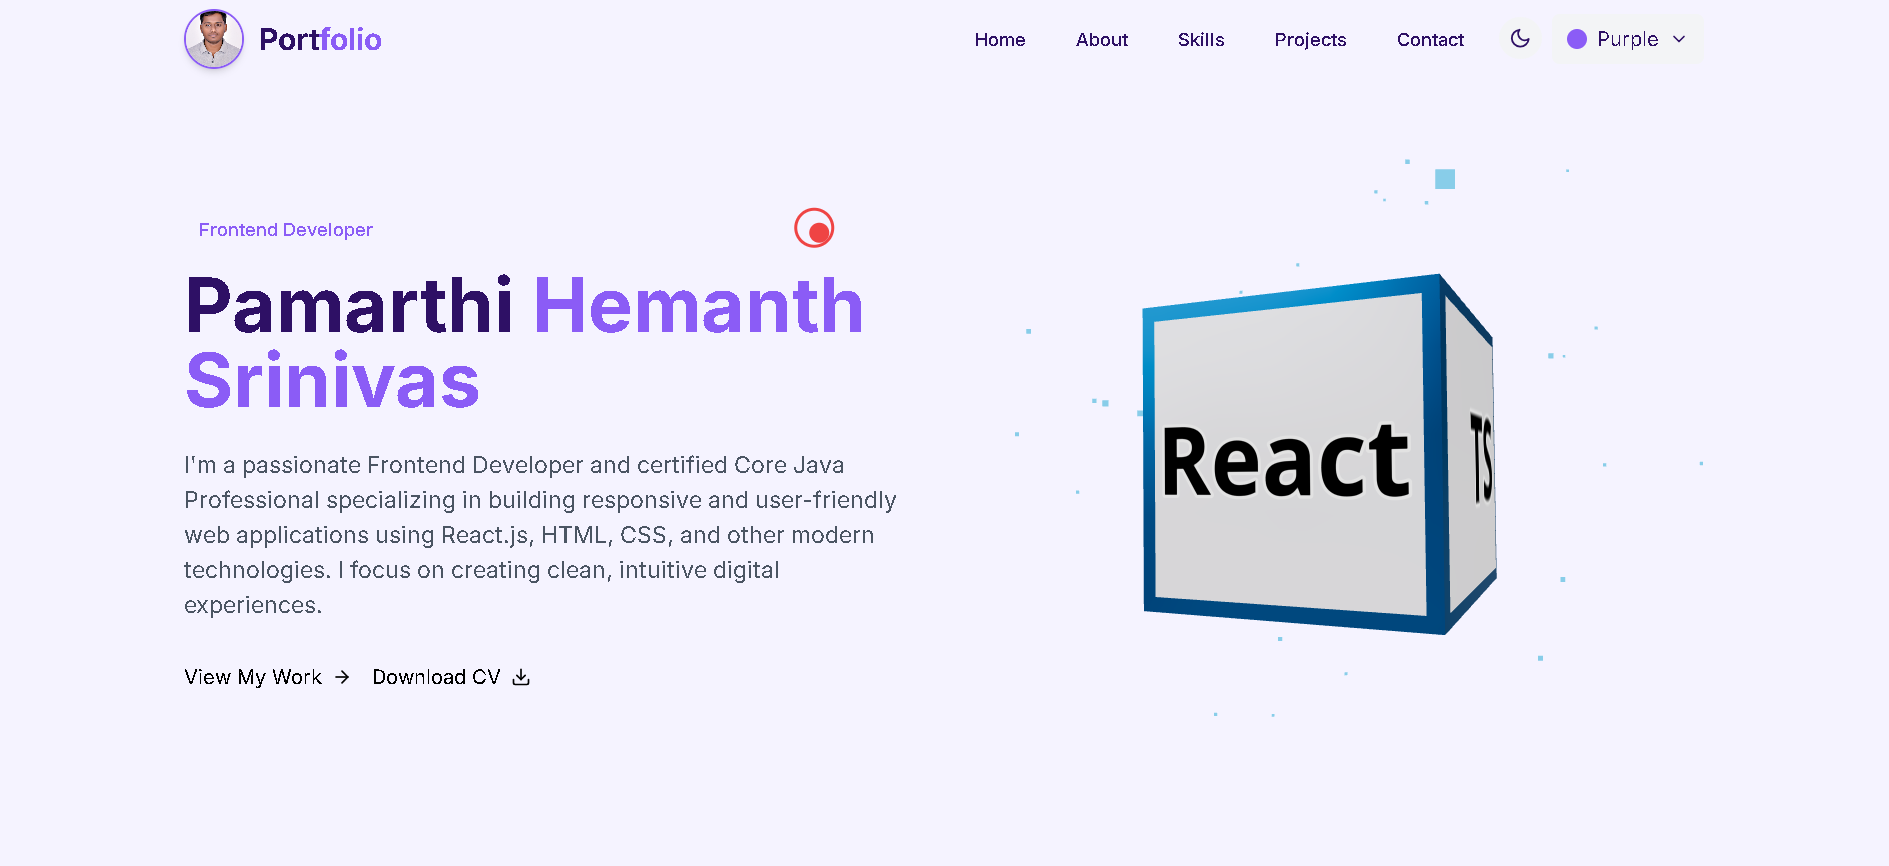 Portfolio
Home About Skills Projects Contact Purple
Frontend Developer
Pamarthi Hemanth
Srinivas
I'm a passionate Frontend Developer and certified Core Java
Professional specializing in building responsive and user-friendly
web applications using React.js, HTML, CSS, and other modern
technologies. I focus on creating clean, intuitive digital
experiences.
View My Work Download CV
React
TS